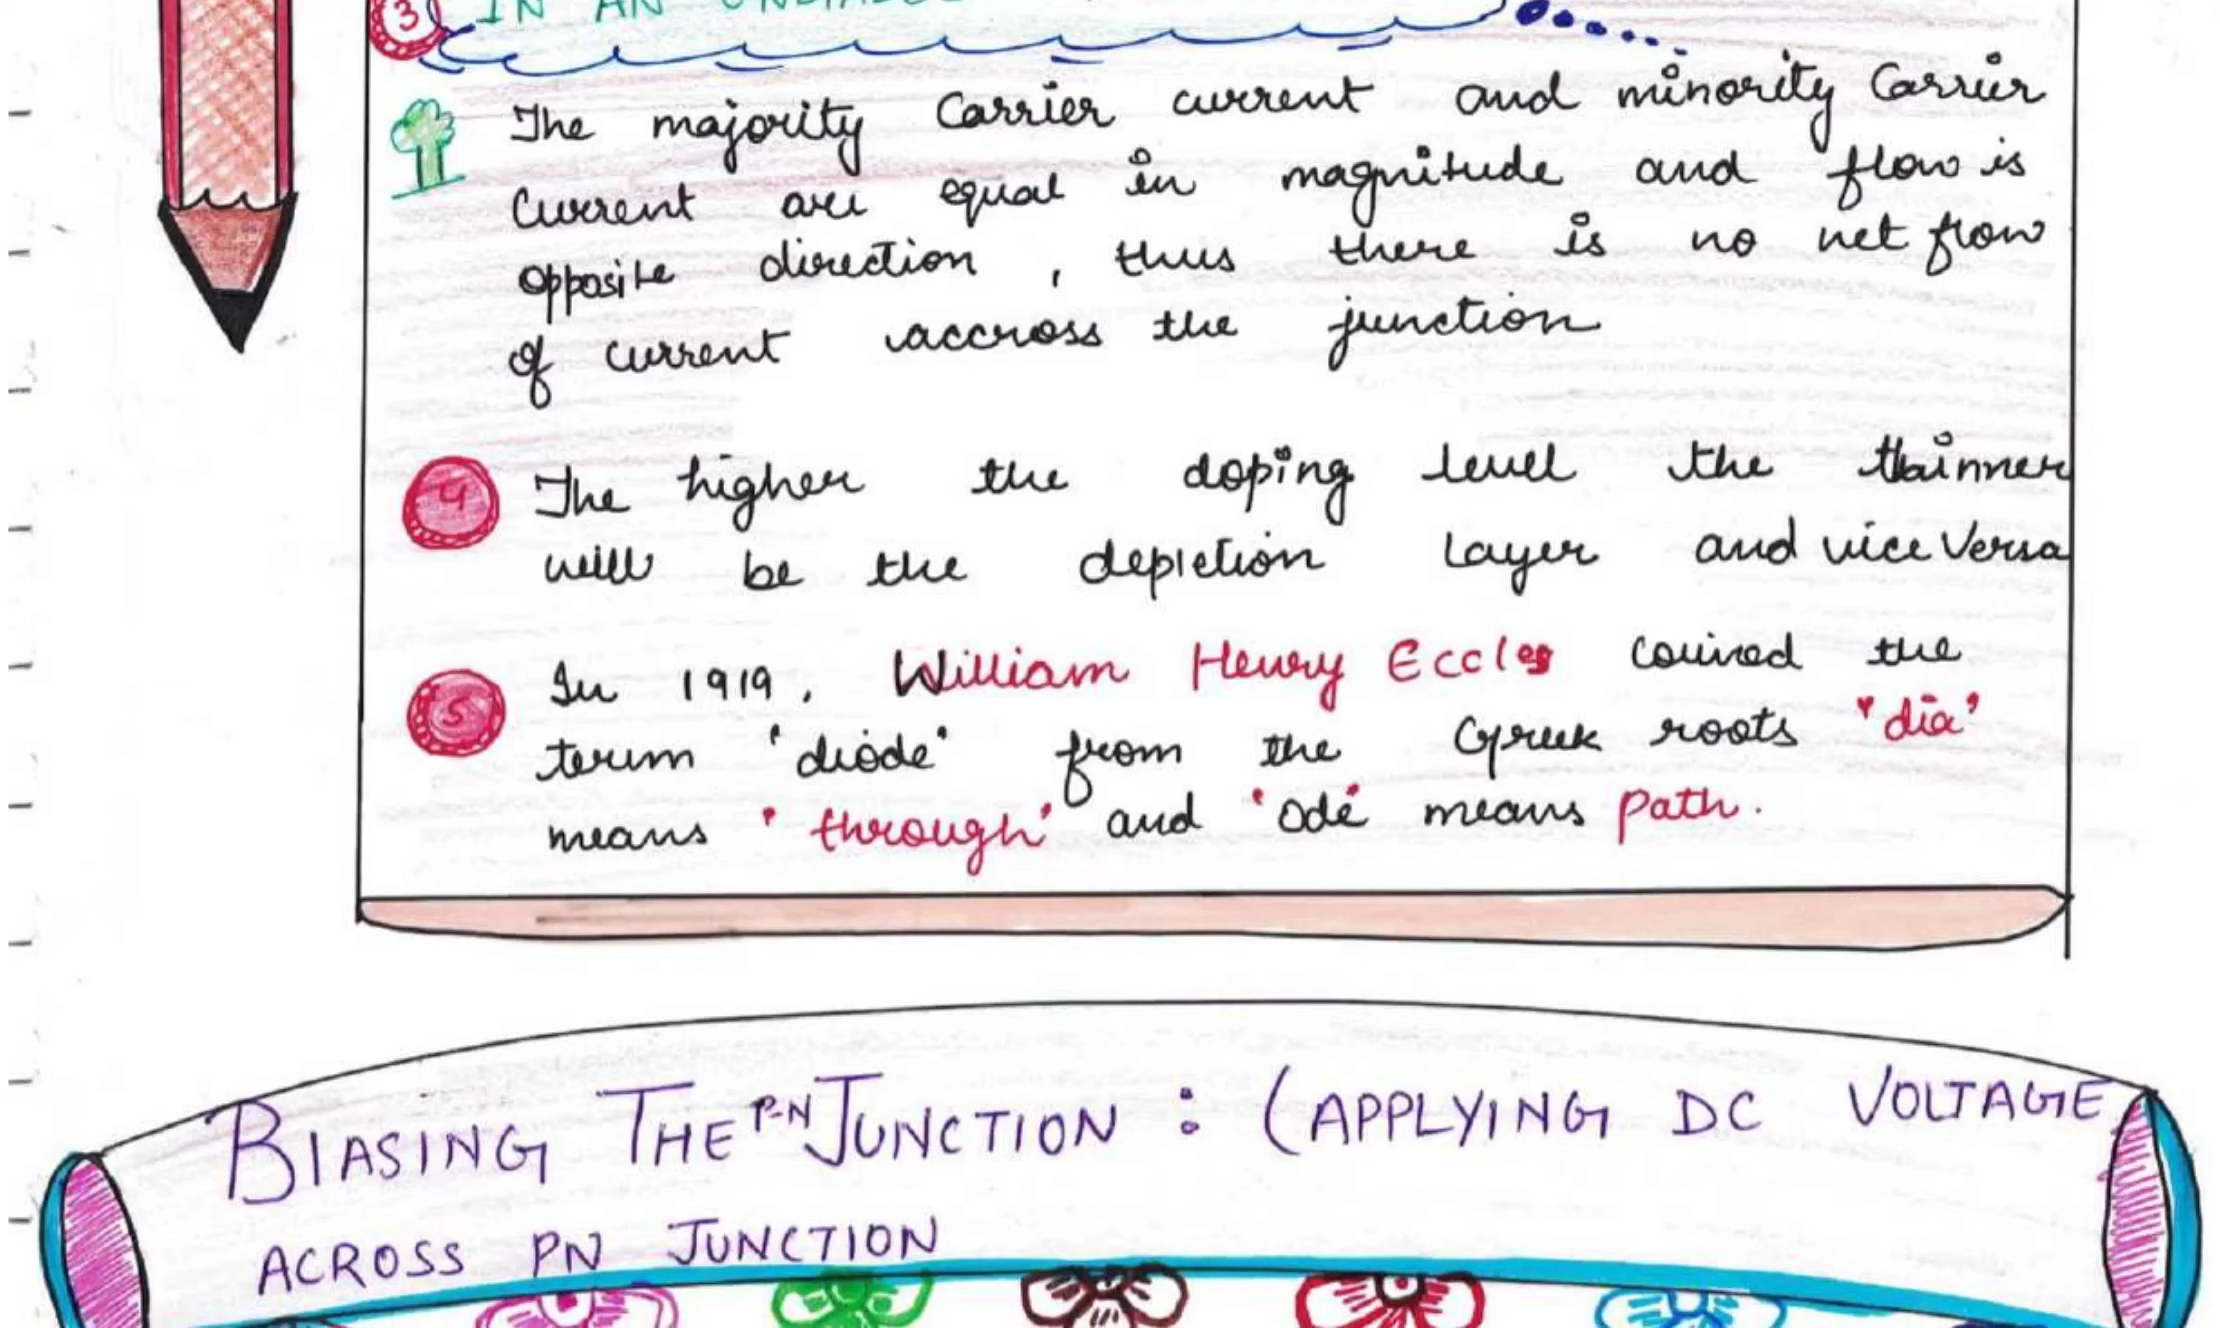 3 IN AN
The majority Carrier current and minority Carrier
Current are equal in magnitude and flow is
opposite direction , thus there is no net flow
of current accross the junction
4 The higher the doping level the thinner
will be the depletion Layer and vice Versa
5 In 1919, William Henry Eccles coined the
term 'diode' from the Greek roots "dia'
means 'through' and 'ode' means path.
BIASING THE P-N JUNCTION : (APPLYING DC VOLTAGE
ACROSS PN JUNCTION